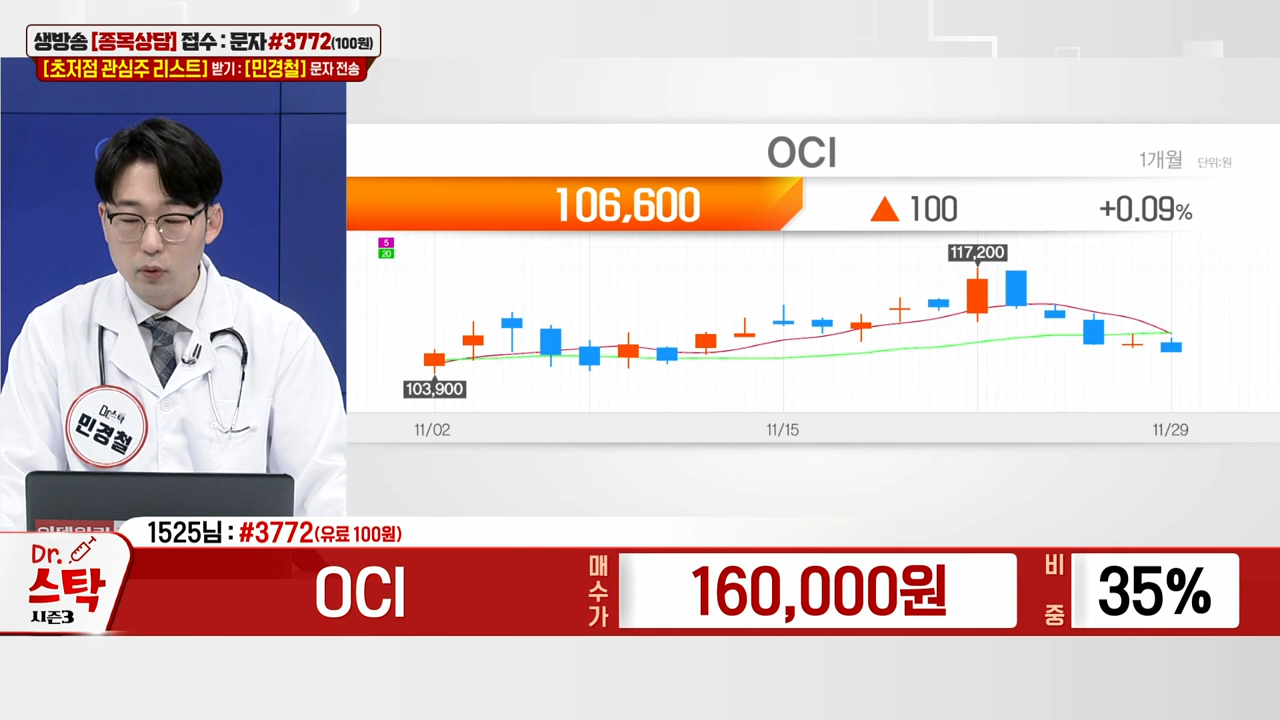 생방송 [종목상담] 접수 : 문자#3772(100원)
[초저점 관심주 리스트] 받기 : [민경철] 문자 전송
OCI
1개월 단위:원
106,600 ▲ 100 +0.09%
5
20
117,200
103,900
11/02 11/15 11/29
Dr.스탁
민경철
1525님 : #3772(유료 100원)
Dr.
스탁
시즌3
OCI 매수가 160,000원 비중 35%